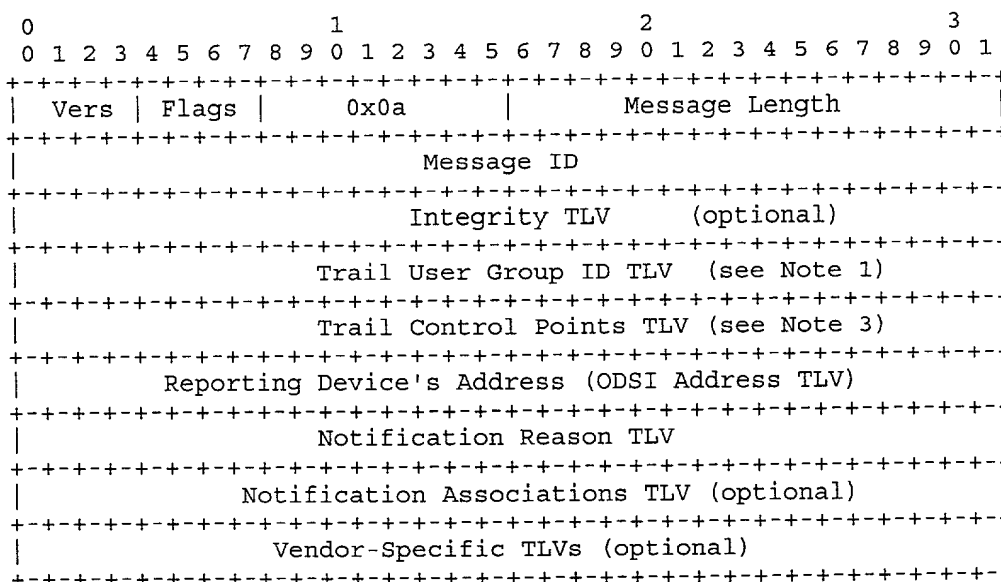 0                   1                   2                   3
0 1 2 3 4 5 6 7 8 9 0 1 2 3 4 5 6 7 8 9 0 1 2 3 4 5 6 7 8 9 0 1
+-+-+-+-+-+-+-+-+-+-+-+-+-+-+-+-+-+-+-+-+-+-+-+-+-+-+-+-+-+-+-+-+
| Vers | Flags | 0x0a | Message Length |
+-+-+-+-+-+-+-+-+-+-+-+-+-+-+-+-+-+-+-+-+-+-+-+-+-+-+-+-+-+-+-+-+
| Message ID
+-+-+-+-+-+-+-+-+-+-+-+-+-+-+-+-+-+-+-+-+-+-+-+-+-+-+-+-+-+-+-+-+
| Integrity TLV (optional)
+-+-+-+-+-+-+-+-+-+-+-+-+-+-+-+-+-+-+-+-+-+-+-+-+-+-+-+-+-+-+-+-+
| Trail User Group ID TLV (see Note 1)
+-+-+-+-+-+-+-+-+-+-+-+-+-+-+-+-+-+-+-+-+-+-+-+-+-+-+-+-+-+-+-+-+
| Trail Control Points TLV (see Note 3)
+-+-+-+-+-+-+-+-+-+-+-+-+-+-+-+-+-+-+-+-+-+-+-+-+-+-+-+-+-+-+-+-+
| Reporting Device's Address (ODSI Address TLV)
+-+-+-+-+-+-+-+-+-+-+-+-+-+-+-+-+-+-+-+-+-+-+-+-+-+-+-+-+-+-+-+-+
| Notification Reason TLV
+-+-+-+-+-+-+-+-+-+-+-+-+-+-+-+-+-+-+-+-+-+-+-+-+-+-+-+-+-+-+-+-+
| Notification Associations TLV (optional)
+-+-+-+-+-+-+-+-+-+-+-+-+-+-+-+-+-+-+-+-+-+-+-+-+-+-+-+-+-+-+-+-+
| Vendor-Specific TLVs (optional)
+-+-+-+-+-+-+-+-+-+-+-+-+-+-+-+-+-+-+-+-+-+-+-+-+-+-+-+-+-+-+-+-+